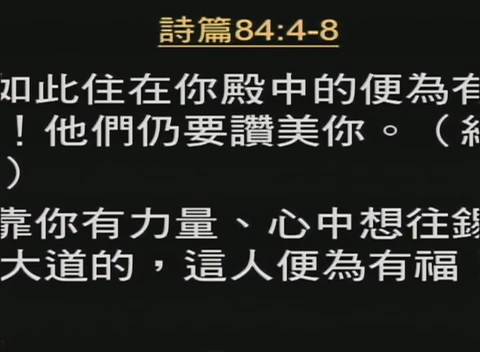 詩篇84:4-8
如此住在你殿中的便為有
！他們仍要讚美你。（
）
靠你有力量、心中想往錫
大道的，這人便為有福